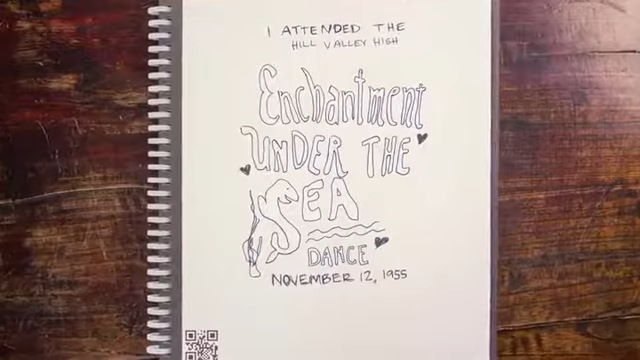 I ATTENDED THE
HILL VALLEY HIGH
Enchantment
UNDER THE
SEA
DANCE
NOVEMBER 12, 1955